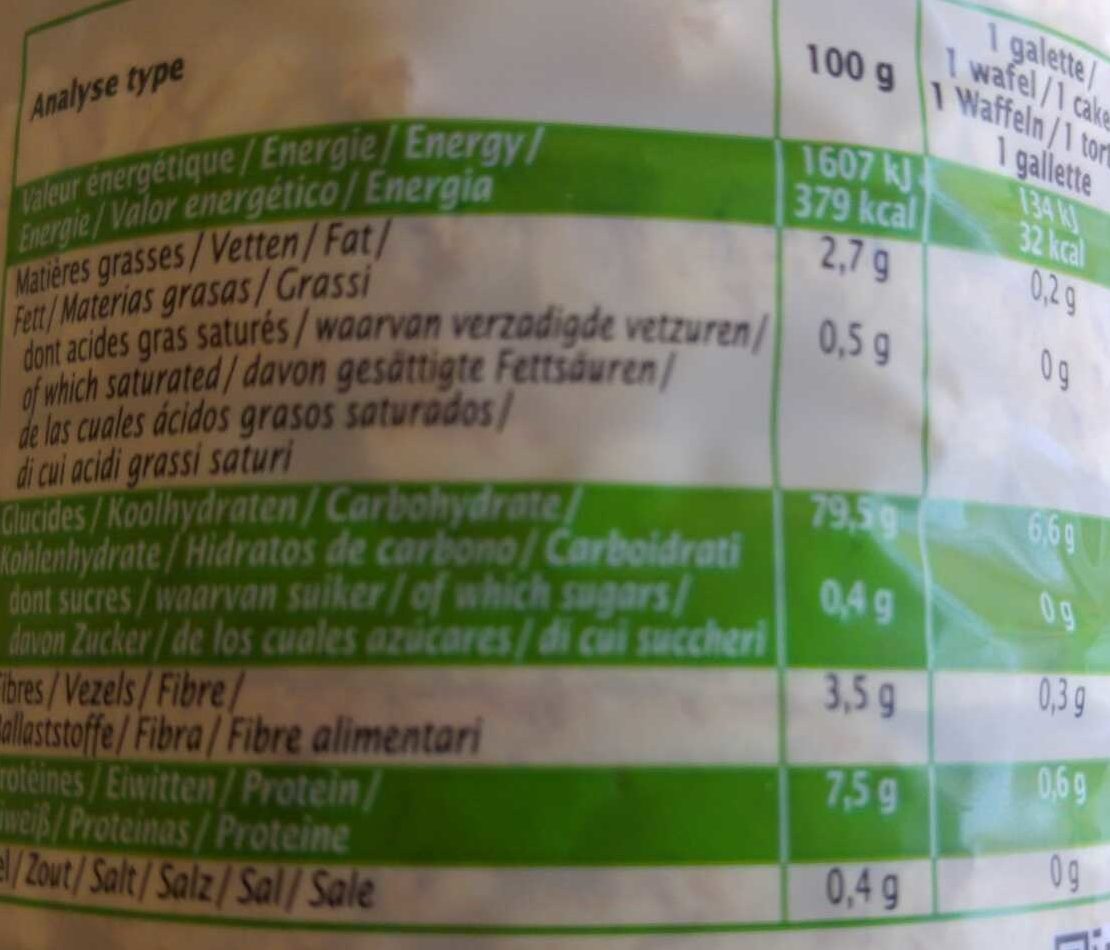 Analyse type
100 g
1 galette/
1 wafel/1 cake
1 Waffeln/1
1 gallette
Valeur énergétique/Energie/Energy/
Energie/Valor energético/Energia
1607 kJ
379 kcal
134 kJ
32 kcal
Matières grasses/Vetten/Fat/
Fett/Materias grasas/Grassi
2,7 g
0,2 g
dont acides gras saturés/waarvan verzadigde vetzuren/
of which saturated/davon gesättigte Fettsäuren/
de las cuales ácidos grasos saturados/
di cui acidi grassi saturi
0,5 g
0 g
Glucides/Koolhydraten/Carbohydrate/
Kohlenhydrate/Hidratos de carbono/Carboidrati
79,5 g
6,6 g
dont sucres/waarvan suiker/of which sugars/
davon Zucker/de los cuales azúcares/di cui succheri
0,4 g
0 g
ibres/Vezels/Fibre/
allaststoffe/Fibra/Fibre alimentari
3,5 g
0,3 g
rotéines/Eiwitten/Protein/
iweiß/Proteinas/Proteine
7,5 g
0,6 g
el/Zout/Salt/Salz/Sal/Sale
0,4 g
0 g